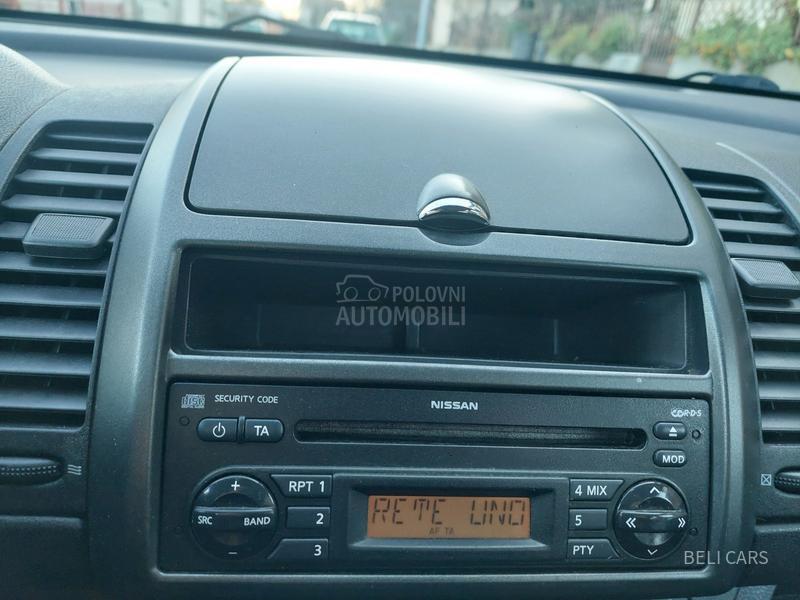 POLOVNI
AUTOMOBILI
SECURITY CODE
NISSAN
R·D·S
TA
MOD
RPT 1
4 MIX
SRC BAND
2
RETE UNO
AF TA
5
3
PTY
BELI CARS